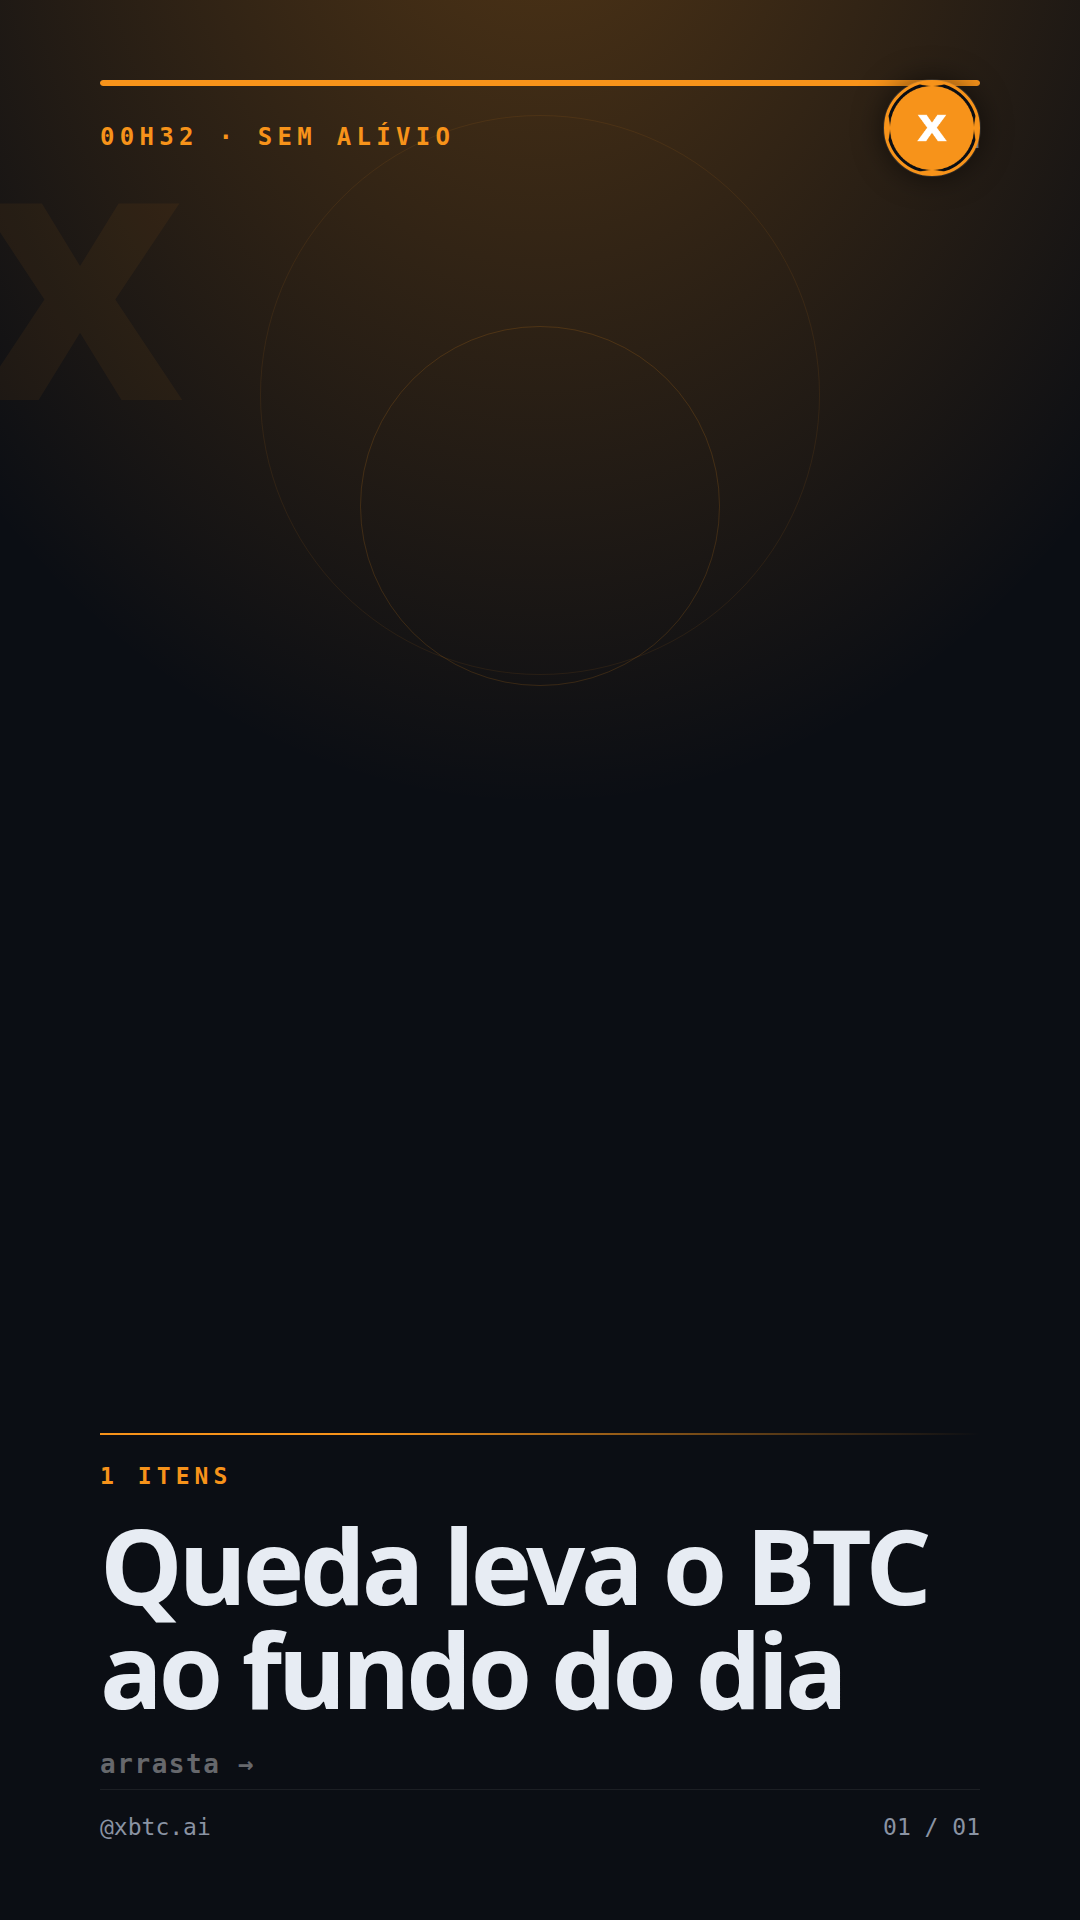 00H32 · SEM ALÍVIO
X
X
1 ITENS
Queda leva o BTC
ao fundo do dia
arrasta →
@xbtc.ai
01 / 01